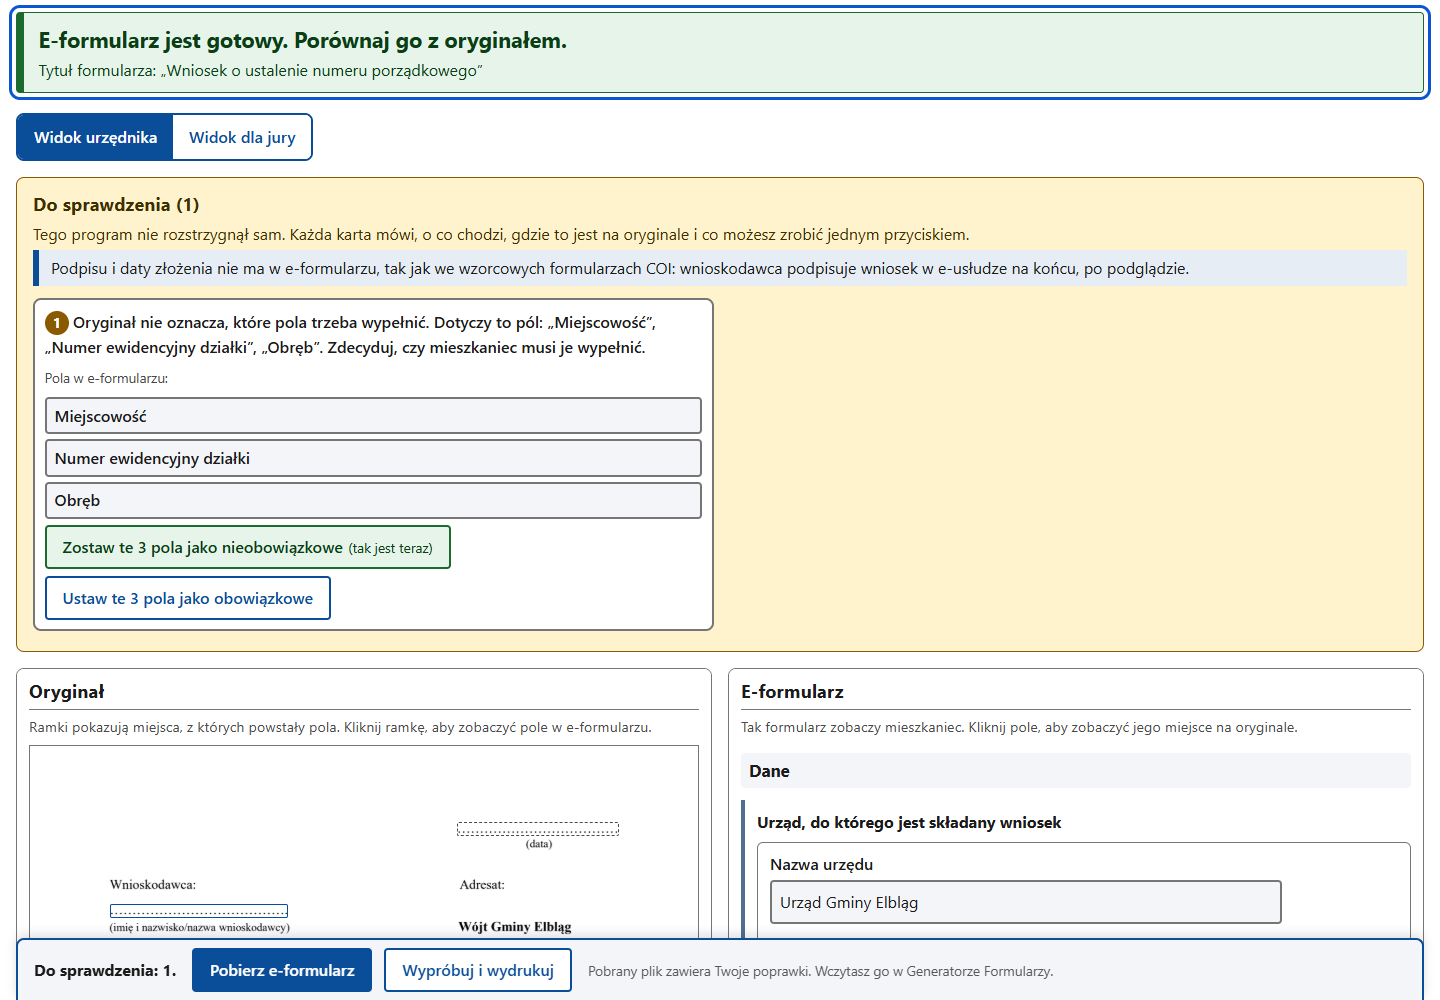 E-formularz jest gotowy. Porównaj go z oryginałem.
Tytuł formularza: „Wniosek o ustalenie numeru porządkowego”
Widok urzędnika
Widok dla jury
Do sprawdzenia (1)
Tego program nie rozstrzygnął sam. Każda karta mówi, o co chodzi, gdzie to jest na oryginale i co możesz zrobić jednym przyciskiem.
Podpisu i daty złożenia nie ma w e-formularzu, tak jak we wzorcowych formularzach COI: wnioskodawca podpisuje wniosek w e-usłudze na końcu, po podglądzie.
1 Oryginał nie oznacza, które pola trzeba wypełnić. Dotyczy to pól: „Miejscowość”,
„Numer ewidencyjny działki”, „Obręb”. Zdecyduj, czy mieszkaniec musi je wypełnić.
Pola w e-formularzu:
Miejscowość
Numer ewidencyjny działki
Obręb
Zostaw te 3 pola jako nieobowiązkowe (tak jest teraz)
Ustaw te 3 pola jako obowiązkowe
Oryginał
Ramki pokazują miejsca, z których powstały pola. Kliknij ramkę, aby zobaczyć pole w e-formularzu.
(data)
Wnioskodawca:
Adresat:
(imię i nazwisko/nazwa wnioskodawcy)
Wójt Gminy Elbląg
E-formularz
Tak formularz zobaczy mieszkaniec. Kliknij pole, aby zobaczyć jego miejsce na oryginale.
Dane
Urząd, do którego jest składany wniosek
Nazwa urzędu
Urząd Gminy Elbląg
Do sprawdzenia: 1.
Pobierz e-formularz
Wypróbuj i wydrukuj
Pobrany plik zawiera Twoje poprawki. Wczytasz go w Generatorze Formularzy.